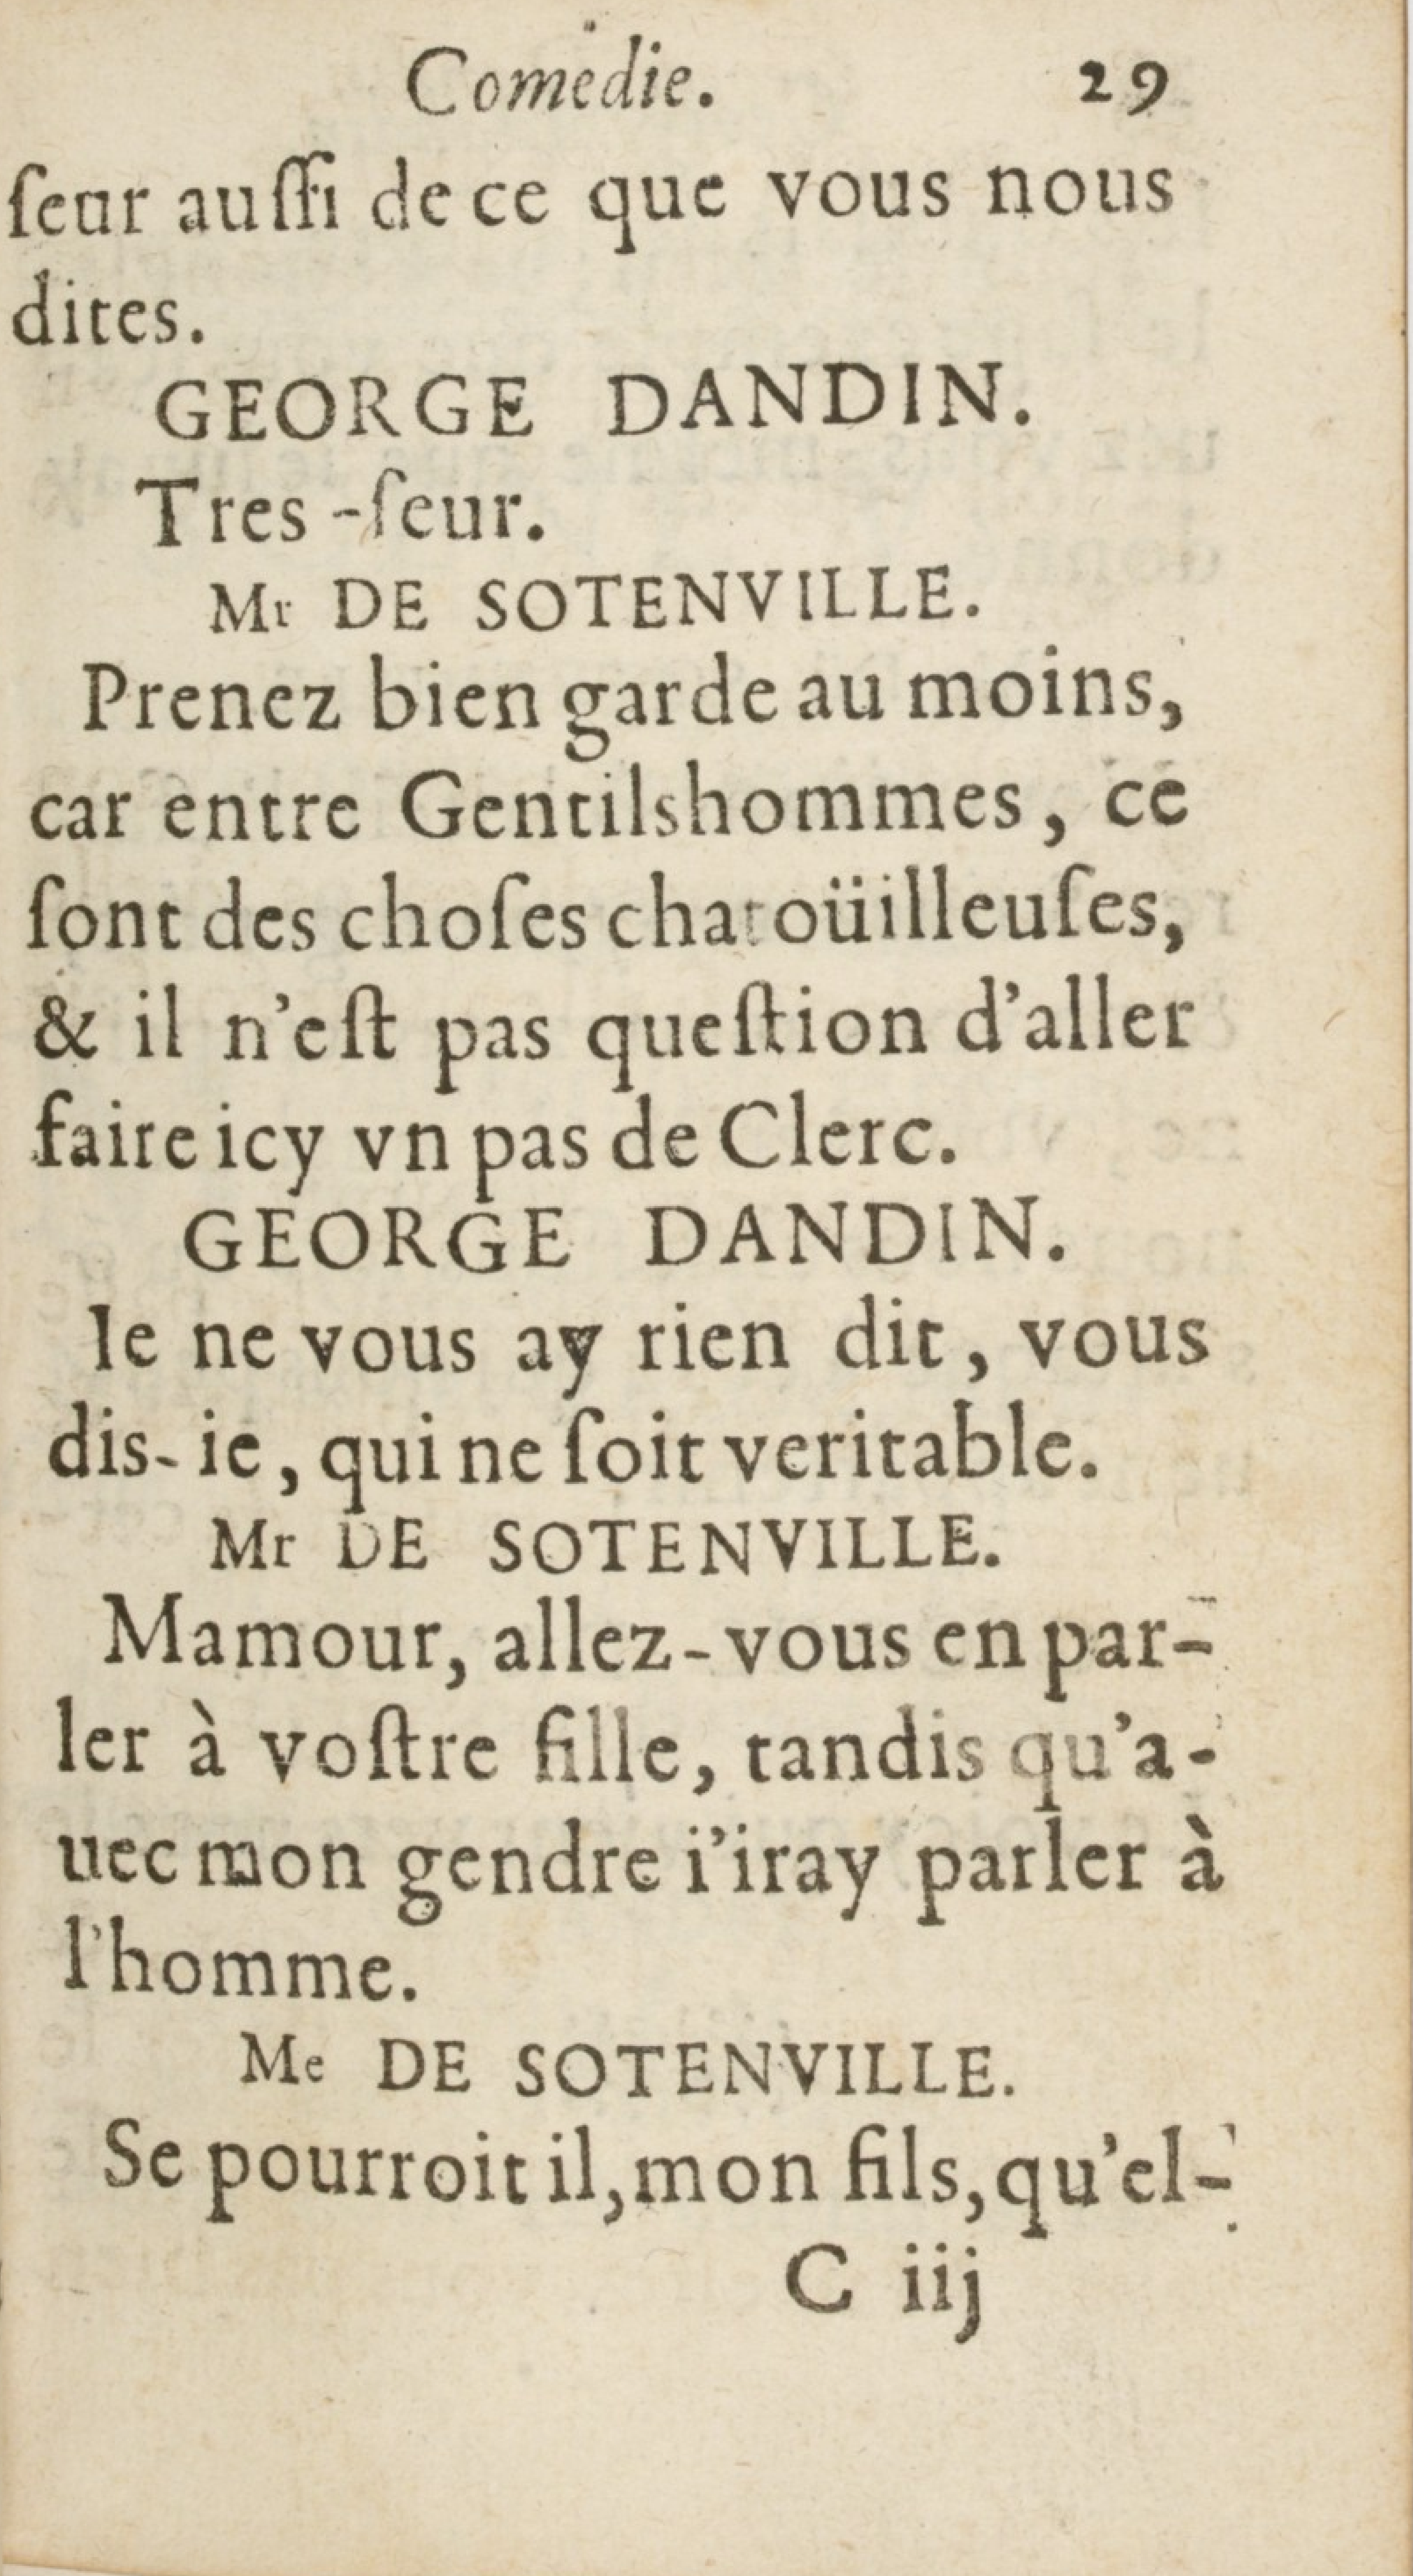 Comedie. 29
ſeur auſſi de ce que vous nous
dites.
GEORGE DANDIN.
Tres-ſeur.
Mr DE SOTENVILLE.
Prenez bien garde au moins,
car entre Gentilshommes, ce
ſont des choſes chatoüilleuſes,
& il n'eſt pas queſtion d'aller
faire icy vn pas de Clerc.
GEORGE DANDIN.
Ie ne vous ay rien dit, vous
dis-ie, qui ne ſoit veritable.
Mr DE SOTENVILLE.
Mamour, allez-vous en par-
ler à voſtre fille, tandis qu'a-
uec mon gendre i'iray parler à
l'homme.
Me DE SOTENVILLE.
Se pourroit il, mon fils, qu'el-
C iij